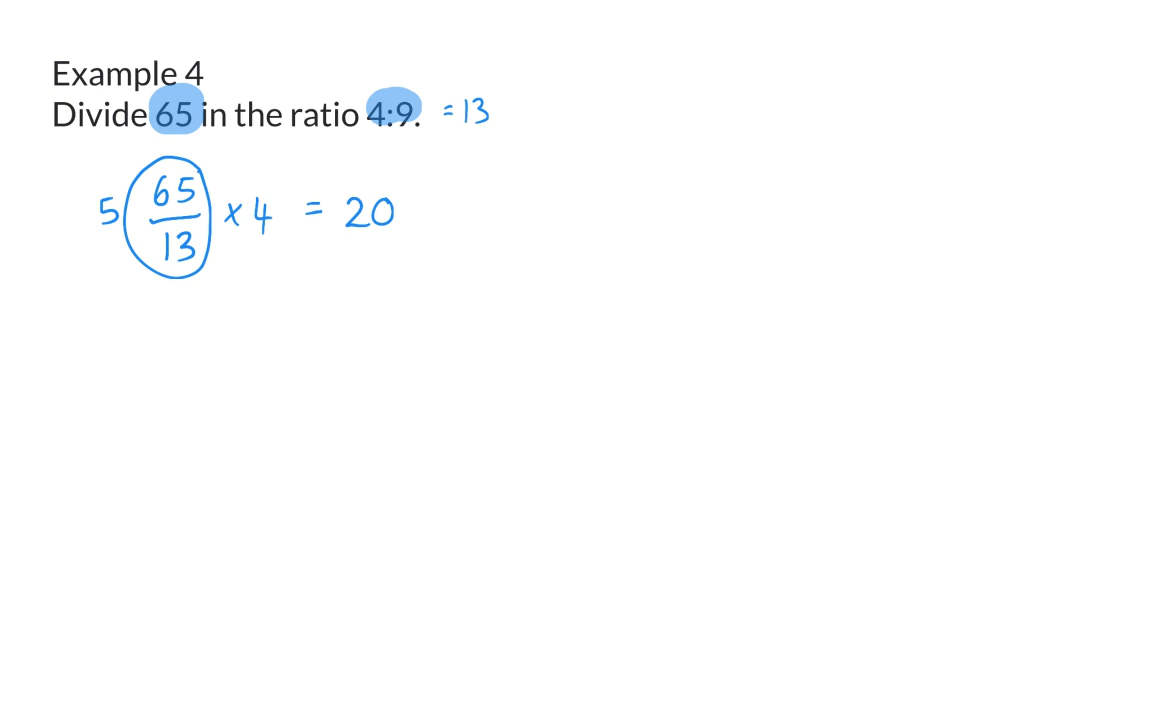 Example 4
Divide 65 in the ratio 4:9. = 13
5 65/13 × 4 = 20